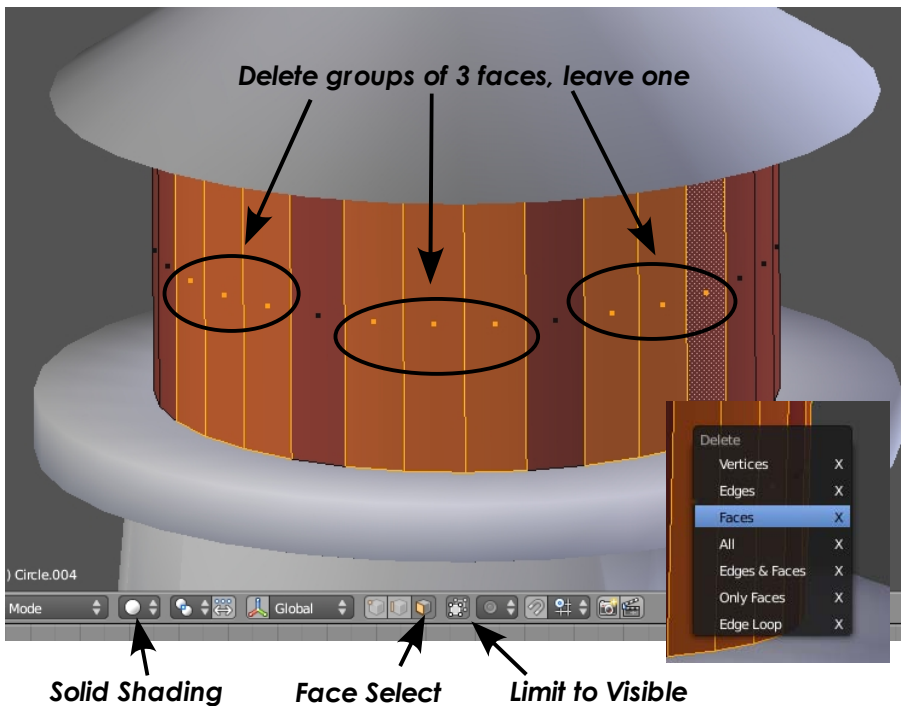 Delete groups of 3 faces, leave one
Delete
Vertices X
Edges X
Faces X
All X
Edges & Faces X
Only Faces X
Edge Loop X
) Circle.004
Mode Global
Solid Shading Face Select Limit to Visible